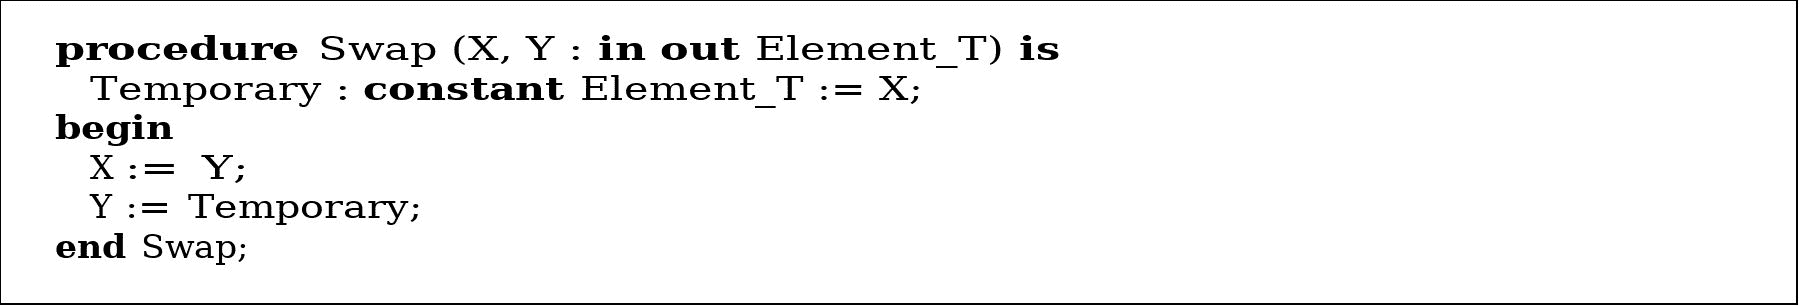 procedure Swap (X, Y : in out Element_T) is
Temporary : constant Element_T := X;
begin
X := Y;
Y := Temporary;
end Swap;